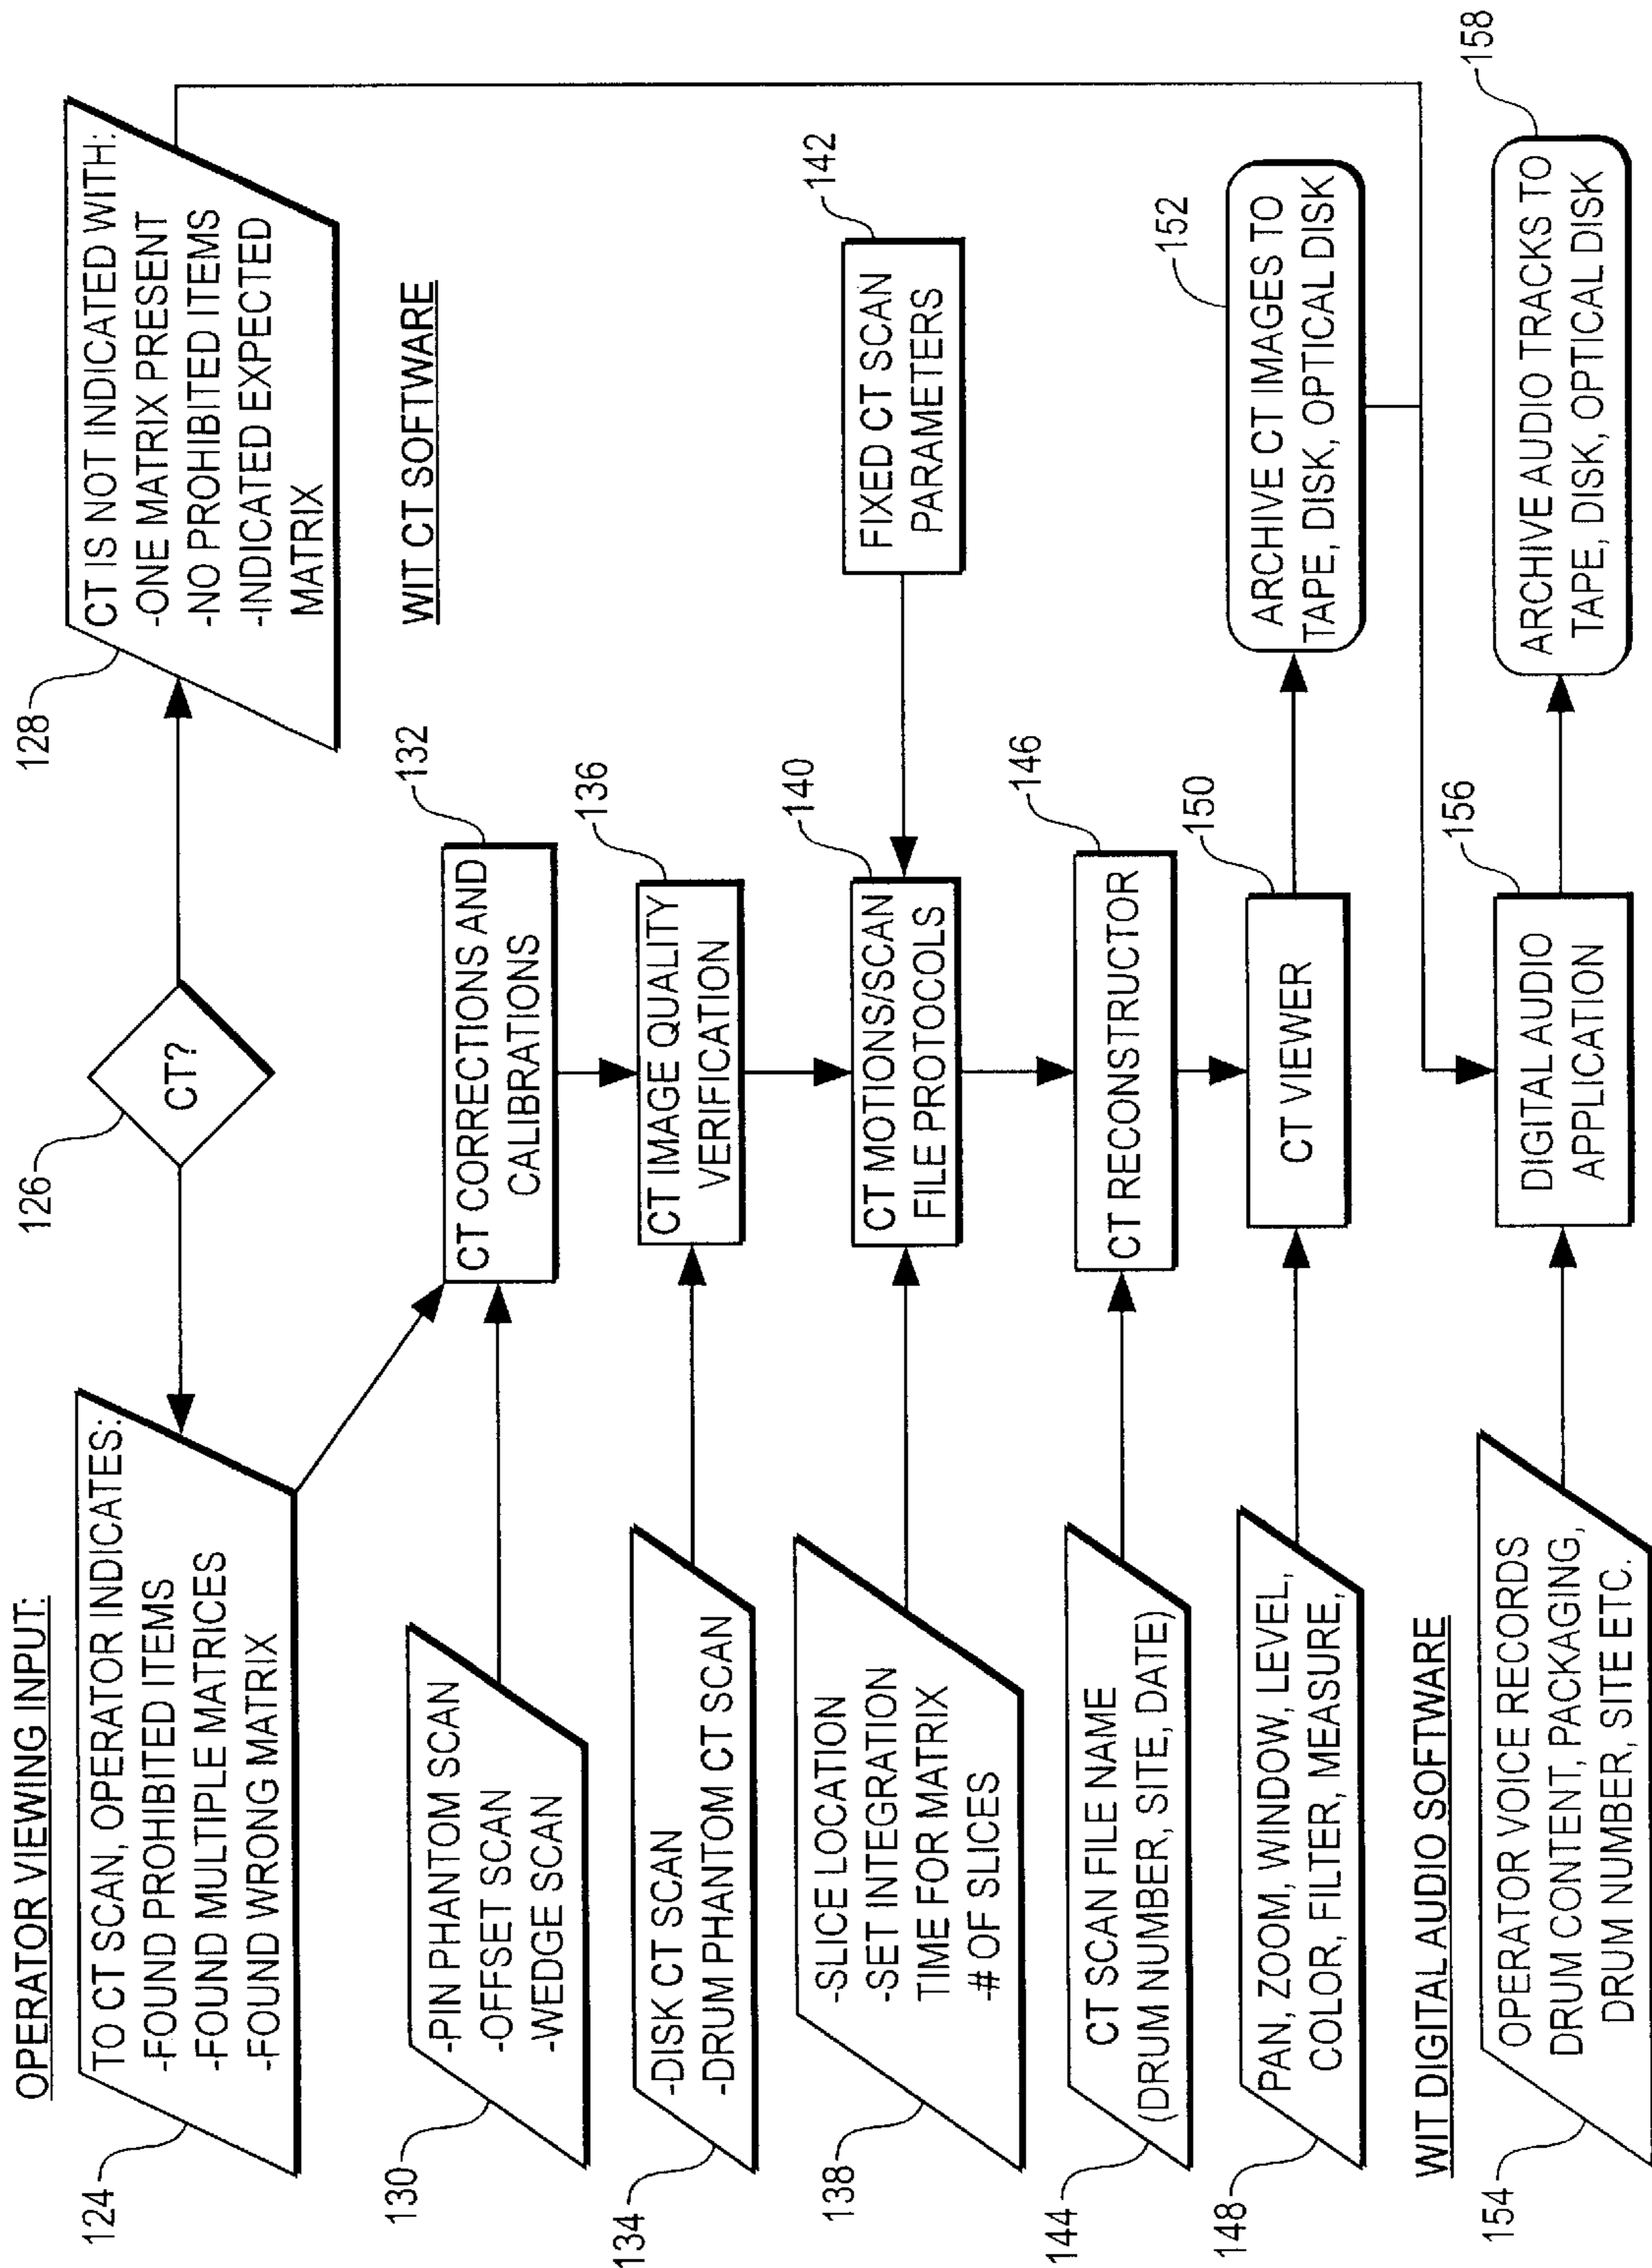 OPERATOR VIEWING INPUT:
124
TO CT SCAN, OPERATOR INDICATES:
-FOUND PROHIBITED ITEMS
-FOUND MULTIPLE MATRICES
-FOUND WRONG MATRIX
126
CT?
128
CT IS NOT INDICATED WITH:
-ONE MATRIX PRESENT
-NO PROHIBITED ITEMS
-INDICATED EXPECTED
MATRIX
WIT CT SOFTWARE
130
-PIN PHANTOM SCAN
-OFFSET SCAN
-WEDGE SCAN
132
CT CORRECTIONS AND
CALIBRATIONS
134
-DISK CT SCAN
-DRUM PHANTOM CT SCAN
136
CT IMAGE QUALITY
VERIFICATION
138
-SLICE LOCATION
-SET INTEGRATION
TIME FOR MATRIX
# OF SLICES
140
CT MOTIONS/SCAN
FILE PROTOCOLS
142
FIXED CT SCAN
PARAMETERS
144
CT SCAN FILE NAME
(DRUM NUMBER, SITE, DATE)
146
CT RECONSTRUCTOR
148
PAN, ZOOM, WINDOW, LEVEL,
COLOR, FILTER, MEASURE,
150
CT VIEWER
152
ARCHIVE CT IMAGES TO
TAPE, DISK, OPTICAL DISK
WIT DIGITAL AUDIO SOFTWARE
154
OPERATOR VOICE RECORDS
DRUM CONTENT, PACKAGING,
DRUM NUMBER, SITE ETC.
156
DIGITAL AUDIO
APPLICATION
158
ARCHIVE AUDIO TRACKS TO
TAPE, DISK, OPTICAL DISK